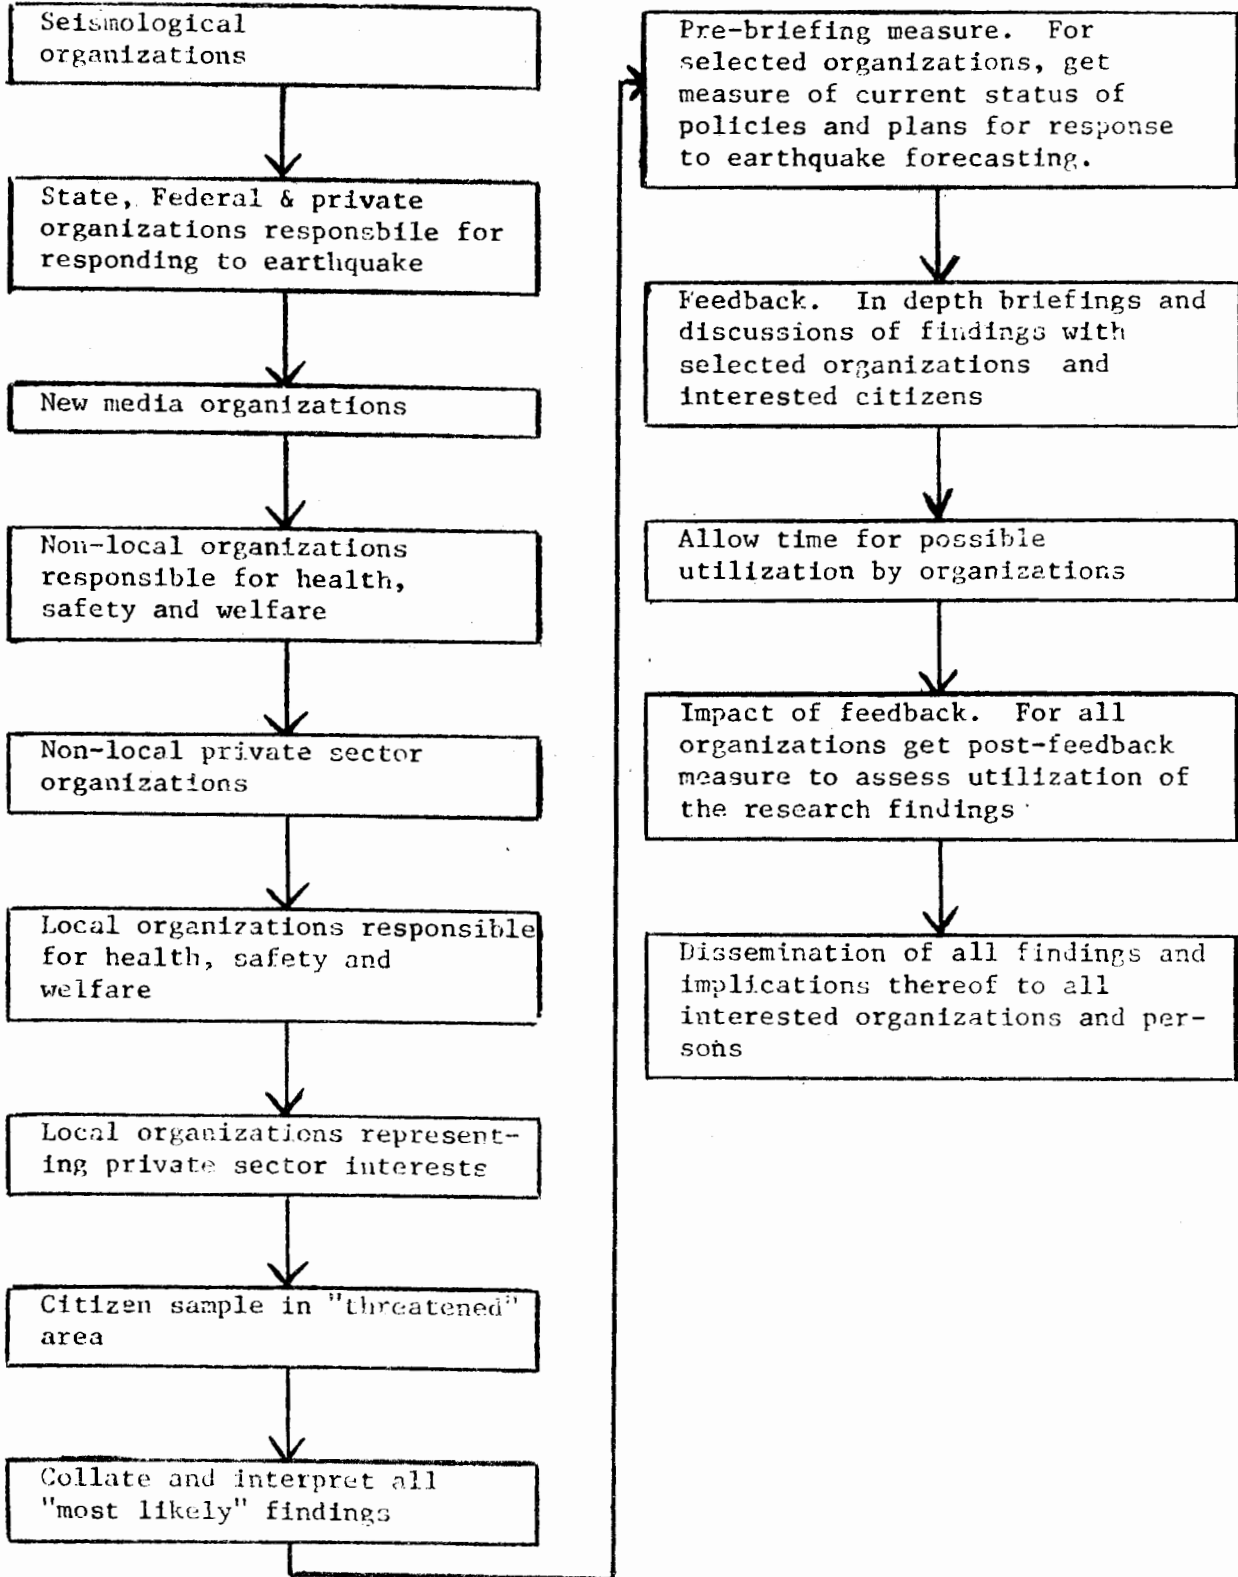 Seismological
organizations
State, Federal & private
organizations responsbile for
responding to earthquake
New media organizations
Non-local organizations
responsible for health,
safety and welfare
Non-local private sector
organizations
Local organizations responsible
for health, safety and
welfare
Local organizations represent-
ing private sector interests
Citizen sample in "threatened"
area
Collate and interpret all
"most likely" findings
Pre-briefing measure. For
selected organizations, get
measure of current status of
policies and plans for response
to earthquake forecasting.
Feedback. In depth briefings and
discussions of findings with
selected organizations and
interested citizens
Allow time for possible
utilization by organizations
Impact of feedback. For all
organizations get post-feedback
measure to assess utilization of
the research findings
Dissemination of all findings and
implications thereof to all
interested organizations and per-
sons